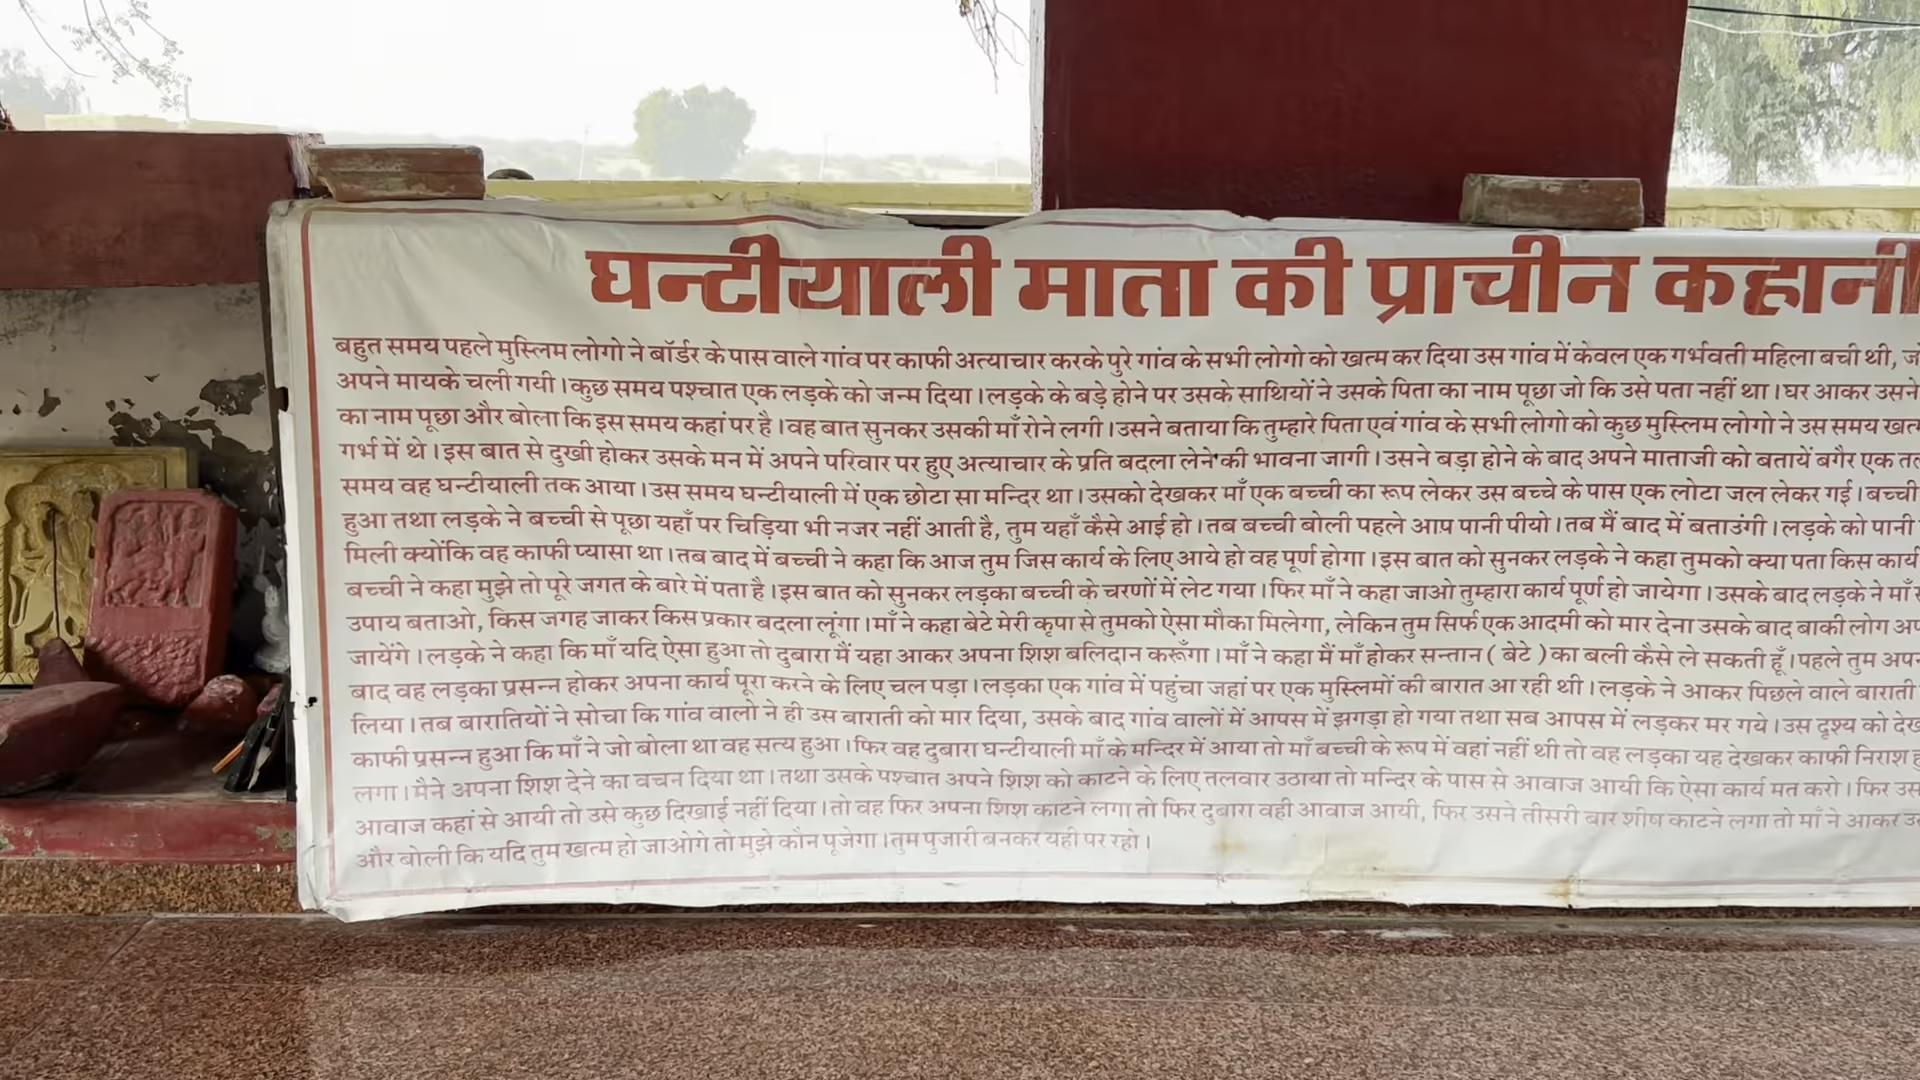 घन्टीयाली माता की प्राचीन कहानी
बहुत समय पहले मुस्लिम लोगो ने बॉर्डर के पास वाले गांव पर काफी अत्याचार करके पुरे गांव के सभी लोगो को खत्म कर दिया उस गांव में केवल एक गर्भवती महिला बची थी,
अपने मायके चली गयी । कुछ समय पश्चात एक लड़के को जन्म दिया । लड़के के बड़े होने पर उसके साथियों ने उसके पिता का नाम पूछा जो कि उसे पता नहीं था । घर आकर उसने
का नाम पूछा और बोला कि इस समय कहां पर है । वह बात सुनकर उसकी माँ रोने लगी । उसने बताया कि तुम्हारे पिता एवं गांव के सभी लोगो को कुछ मुस्लिम लोगो ने उस समय
गर्भ में थे । इस बात से दुखी होकर उसके मन में अपने परिवार पर हुए अत्याचार के प्रति बदला लेने की भावना जागी । उसने बड़ा होने के बाद अपने माताजी को बतायें बगैर एक
समय वह घन्टीयाली तक आया । उस समय घन्टीयाली में एक छोटा सा मन्दिर था । उसको देखकर माँ एक बच्ची का रूप लेकर उस बच्चे के पास एक लोटा जल लेकर गई । बच्ची
हुआ तथा लड़के ने बच्ची से पूछा यहाँ पर चिड़िया भी नजर नहीं आती है, तुम यहाँ कैसे आई हो । तब बच्ची बोली पहले आप पानी पीयो । तब मैं बाद में बताउंगी । लड़के को पानी
मिली क्योंकि वह काफी प्यासा था । तब बाद में बच्ची ने कहा कि आज तुम जिस कार्य के लिए आये हो वह पूर्ण होगा । इस बात को सुनकर लड़के ने कहा तुमको क्या पता किस कार्य
बच्ची ने कहा मुझे तो पूरे जगत के बारे में पता है । इस बात को सुनकर लड़का बच्ची के चरणों में लेट गया । फिर माँ ने कहा जाओ तुम्हारा कार्य पूर्ण हो जायेगा । उसके बाद लड़के ने माँ
उपाय बताओ, किस जगह जाकर किस प्रकार बदला लूंगा । माँ ने कहा बेटे मेरी कृपा से तुमको ऐसा मौका मिलेगा, लेकिन तुम सिर्फ एक आदमी को मार देना उसके बाद बाकी लोग
जायेंगे । लड़के ने कहा कि माँ यदि ऐसा हुआ तो दुबारा मैं यहा आकर अपना शिश बलिदान करूँगा । माँ ने कहा मैं माँ होकर सन्तान ( बेटे ) का बली कैसे ले सकती हूँ । पहले तुम
बाद वह लड़का प्रसन्न होकर अपना कार्य पूरा करने के लिए चल पड़ा । लड़का एक गांव में पहुंचा जहां पर एक मुस्लिमों की बारात आ रही थी । लड़के ने आकर पिछले वाले बाराती
लिया । तब बारातियों ने सोचा कि गांव वालो ने ही उस बाराती को मार दिया, उसके बाद गांव वालों में आपस में झगड़ा हो गया तथा सब आपस में लड़कर मर गये । उस दृश्य को
काफी प्रसन्न हुआ कि माँ ने जो बोला था वह सत्य हुआ । फिर वह दुबारा घन्टीयाली माँ के मन्दिर में आया तो माँ बच्ची के रूप में वहां नहीं थी तो वह लड़का यह देखकर काफी निराश
लगा । मैने अपना शिश देने का वचन दिया था । तथा उसके पश्चात अपने शिश को काटने के लिए तलवार उठाया तो मन्दिर के पास से आवाज आयी कि ऐसा कार्य मत करो । फिर
आवाज कहां से आयी तो उसे कुछ दिखाई नहीं दिया । तो वह फिर अपना शिश काटने लगा तो फिर दुबारा वही आवाज आयी, फिर उसने तीसरी बार शीष काटने लगा तो माँ ने आकर
और बोली कि यदि तुम खत्म हो जाओगे तो मुझे कौन पूजेगा । तुम पुजारी बनकर यही पर रहो ।